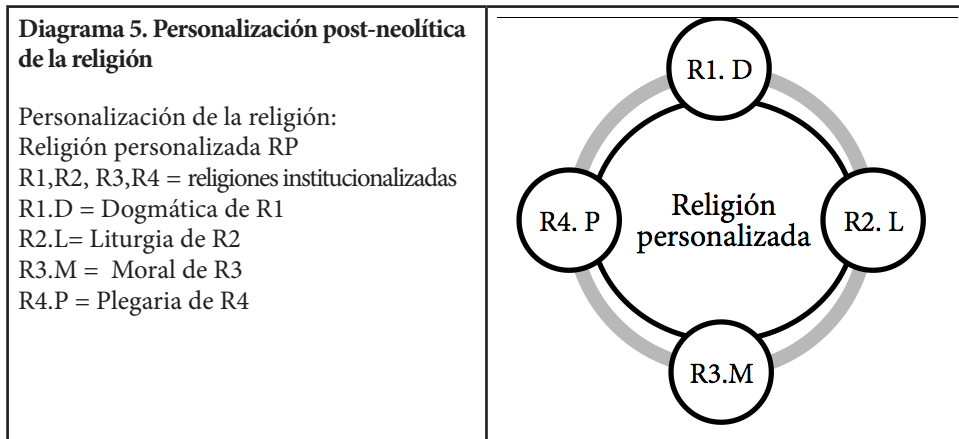 Diagrama 5. Personalización post-neolítica
de la religión
Personalización de la religión:
Religión personalizada RP
R1,R2, R3,R4 = religiones institucionalizadas
R1.D = Dogmática de R1
R2.L= Liturgia de R2
R3.M =  Moral de R3
R4.P = Plegaria de R4
R1. D
R4. P
Religión
personalizada
R2. L
R3.M